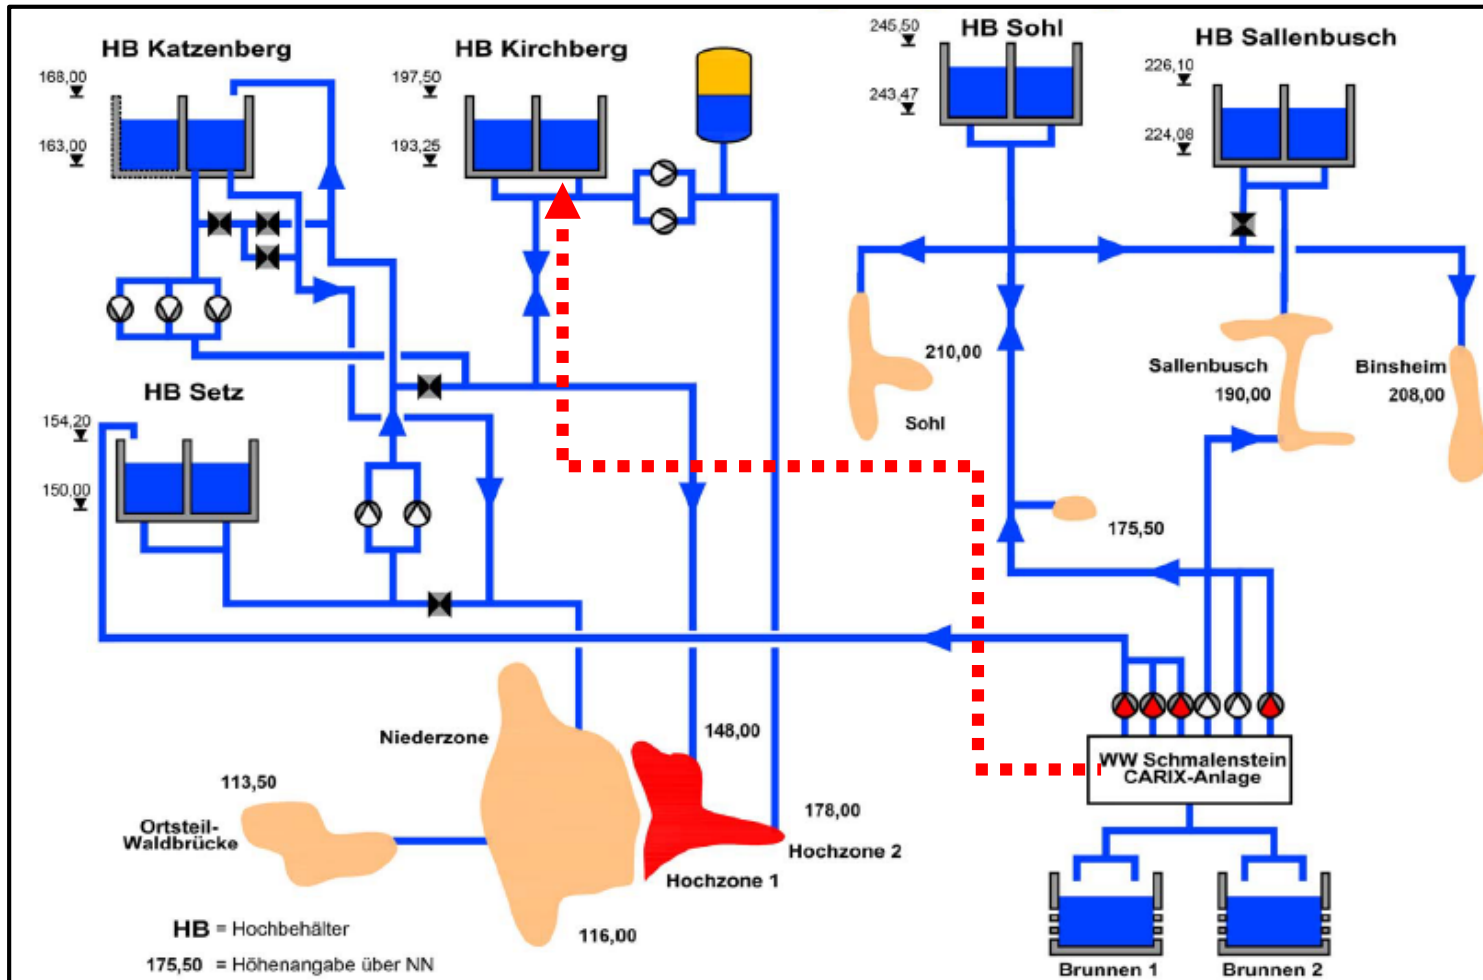 HB Katzenberg
168,00
163,00
HB Kirchberg
197,50
193,25
HB Sohl
245,50
243,47
HB Sallenbusch
226,10
224,08
HB Setz
154,20
150,00
210,00
Sohl
Sallenbusch
190,00
Binsheim
208,00
175,50
Niederzone
148,00
113,50
Ortsteil-
Waldbrücke
178,00
Hochzone 2
Hochzone 1
116,00
WW Schmalenstein
CARIX-Anlage
Brunnen 1
Brunnen 2
HB = Hochbehälter
175,50 = Höhenangabe über NN